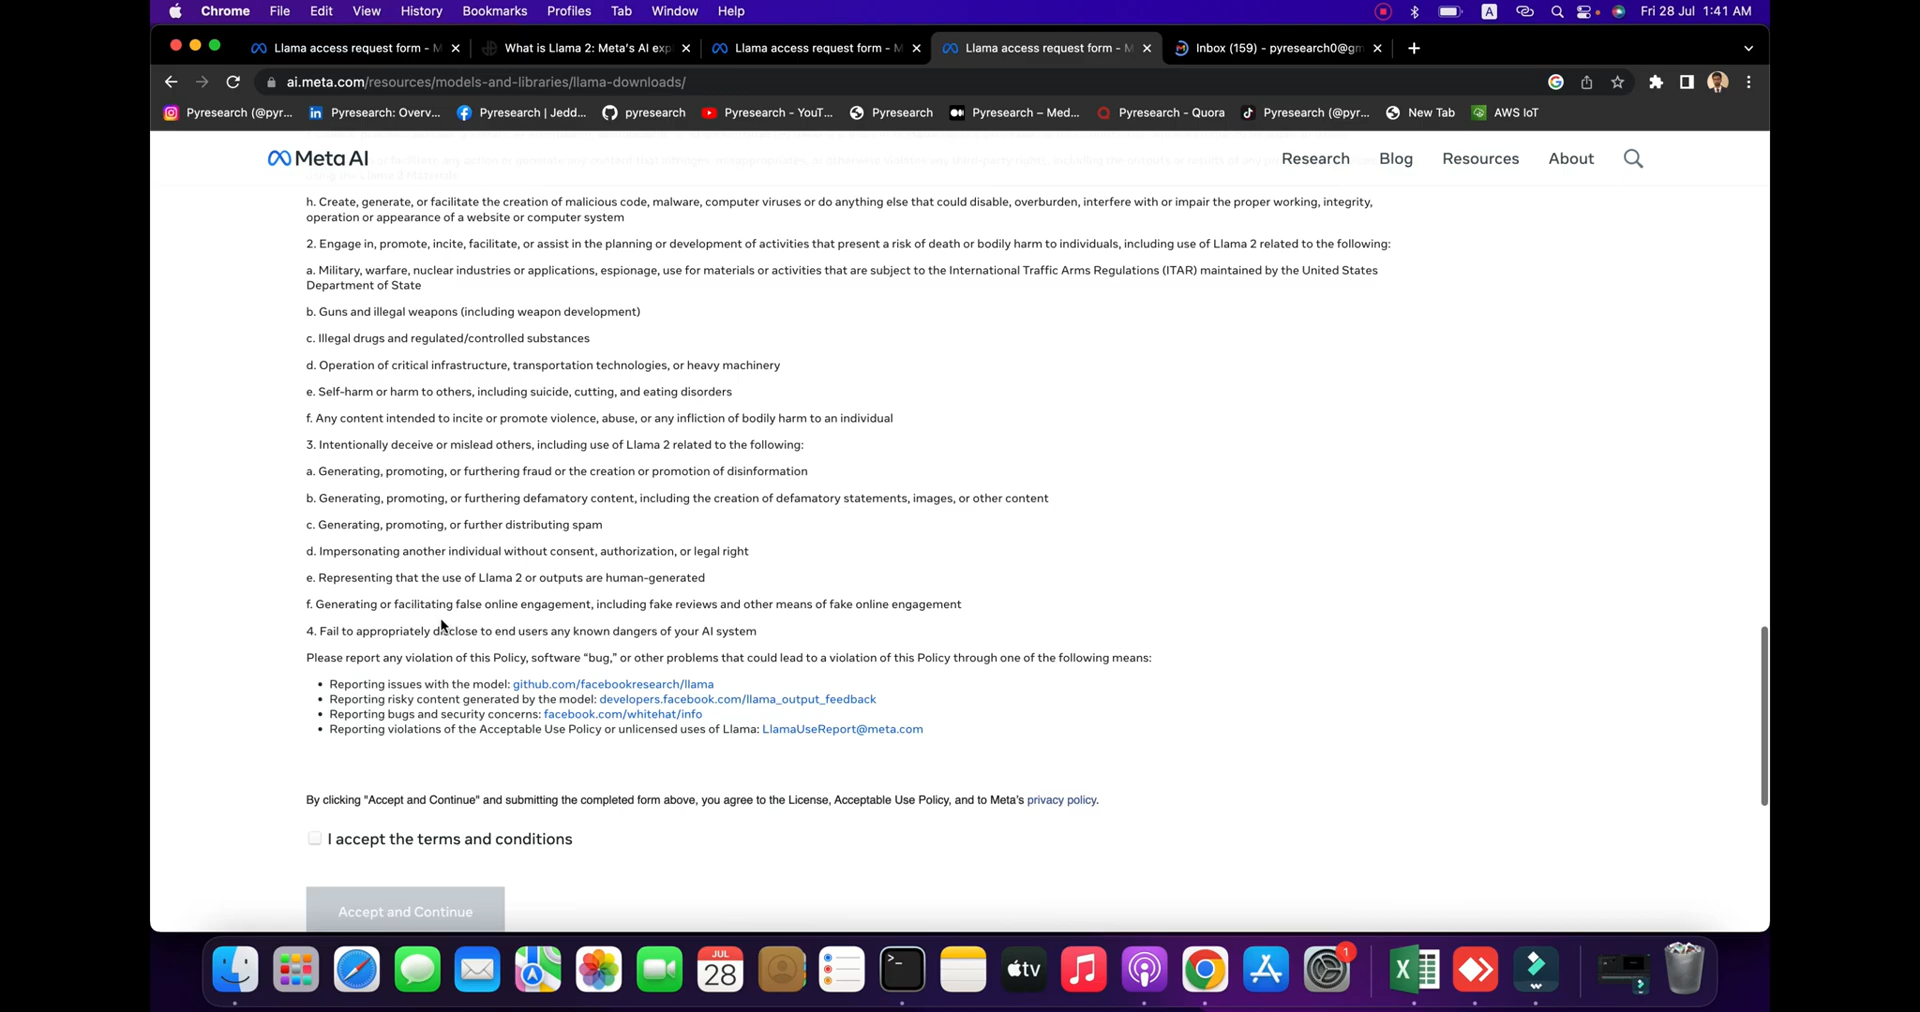 Chrome File Edit View History Bookmarks Profiles Tab Window Help
A Fri 28 Jul 1:41 AM
Llama access request form - M
What is Llama 2: Meta's AI exp
Llama access request form - M
Llama access request form - M
Inbox (159) - pyresearch0@gm
ai.meta.com/resources/models-and-libraries/llama-downloads/
Pyresearch (@pyr... Pyresearch: Overv... Pyresearch | Jedd... pyresearch Pyresearch - YouT... Pyresearch Pyresearch – Med... Pyresearch - Quora Pyresearch (@pyr... New Tab AWS IoT
Meta AI
Research Blog Resources About
using the Llama 2 Materials
h. Create, generate, or facilitate the creation of malicious code, malware, computer viruses or do anything else that could disable, overburden, interfere with or impair the proper working, integrity,
operation or appearance of a website or computer system
2. Engage in, promote, incite, facilitate, or assist in the planning or development of activities that present a risk of death or bodily harm to individuals, including use of Llama 2 related to the following:
a. Military, warfare, nuclear industries or applications, espionage, use for materials or activities that are subject to the International Traffic Arms Regulations (ITAR) maintained by the United States
Department of State
b. Guns and illegal weapons (including weapon development)
c. Illegal drugs and regulated/controlled substances
d. Operation of critical infrastructure, transportation technologies, or heavy machinery
e. Self-harm or harm to others, including suicide, cutting, and eating disorders
f. Any content intended to incite or promote violence, abuse, or any infliction of bodily harm to an individual
3. Intentionally deceive or mislead others, including use of Llama 2 related to the following:
a. Generating, promoting, or furthering fraud or the creation or promotion of disinformation
b. Generating, promoting, or furthering defamatory content, including the creation of defamatory statements, images, or other content
c. Generating, promoting, or further distributing spam
d. Impersonating another individual without consent, authorization, or legal right
e. Representing that the use of Llama 2 or outputs are human-generated
f. Generating or facilitating false online engagement, including fake reviews and other means of fake online engagement
4. Fail to appropriately disclose to end users any known dangers of your AI system
Please report any violation of this Policy, software “bug,” or other problems that could lead to a violation of this Policy through one of the following means:
• Reporting issues with the model: github.com/facebookresearch/llama
• Reporting risky content generated by the model: developers.facebook.com/llama_output_feedback
• Reporting bugs and security concerns: facebook.com/whitehat/info
• Reporting violations of the Acceptable Use Policy or unlicensed uses of Llama: LlamaUseReport@meta.com
By clicking "Accept and Continue" and submitting the completed form above, you agree to the License, Acceptable Use Policy, and to Meta's privacy policy.
I accept the terms and conditions
Accept and Continue
JUL
28
tv
1